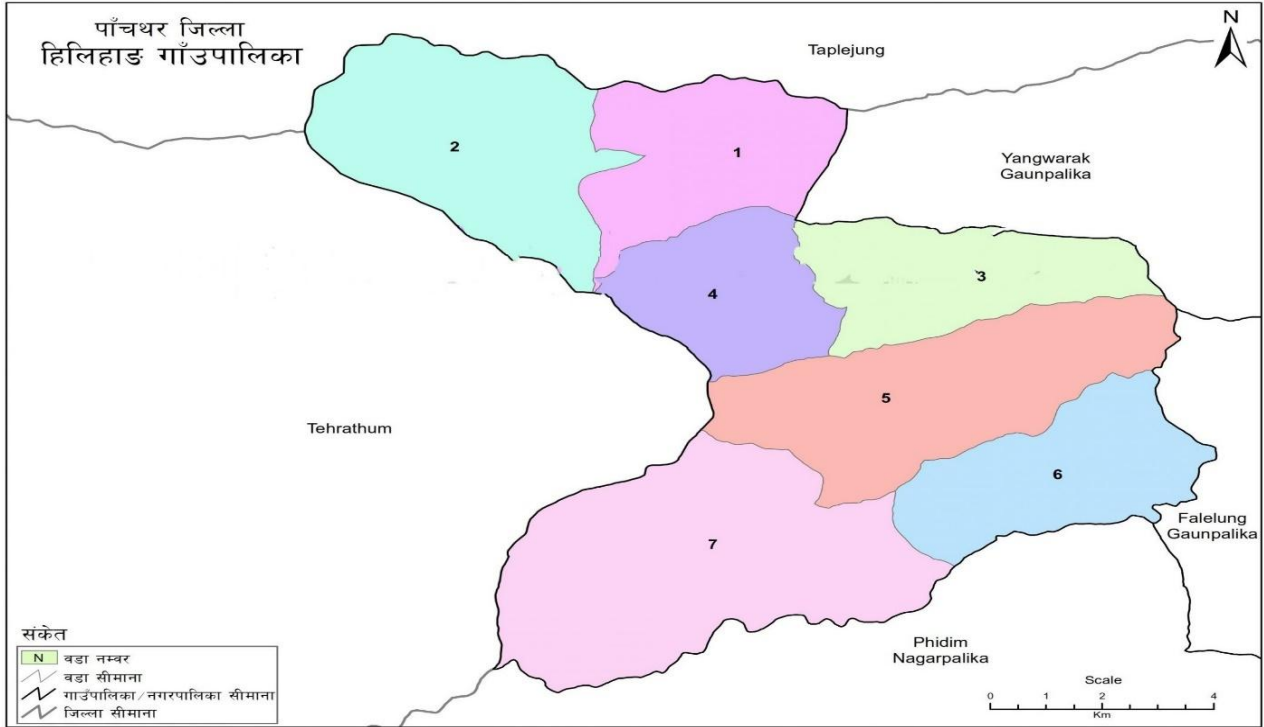 पाँचथर जिल्ला
हिलिहाङ गाँउपालिका
N
Taplejung
2
1
Yangwarak
Gaunpalika
3
4
5
Tehrathum
6
7
Falelung
Gaunpalika
Phidim
Nagarpalika
संकेत
N वडा नम्वर
वडा सीमाना
गाउँपालिका/नगरपालिका सीमाना
जिल्ला सीमाना
Scale
0 1 2 4
Km